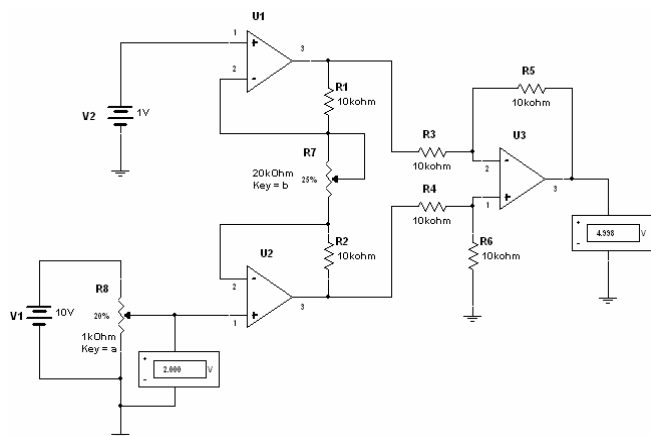 U1
1
+
3
2
-
R1
10kohm
V2
1V
R5
10kohm
R3
10kohm
U3
2
-
+
1
3
R7
20kOhm
25%
Key = b
R4
10kohm
R2
10kohm
R6
10kohm
+
4.998
V
-
U2
2
-
3
1
+
R8
V1
10V
20%
1kOhm
Key = a
+
2.000
V
-